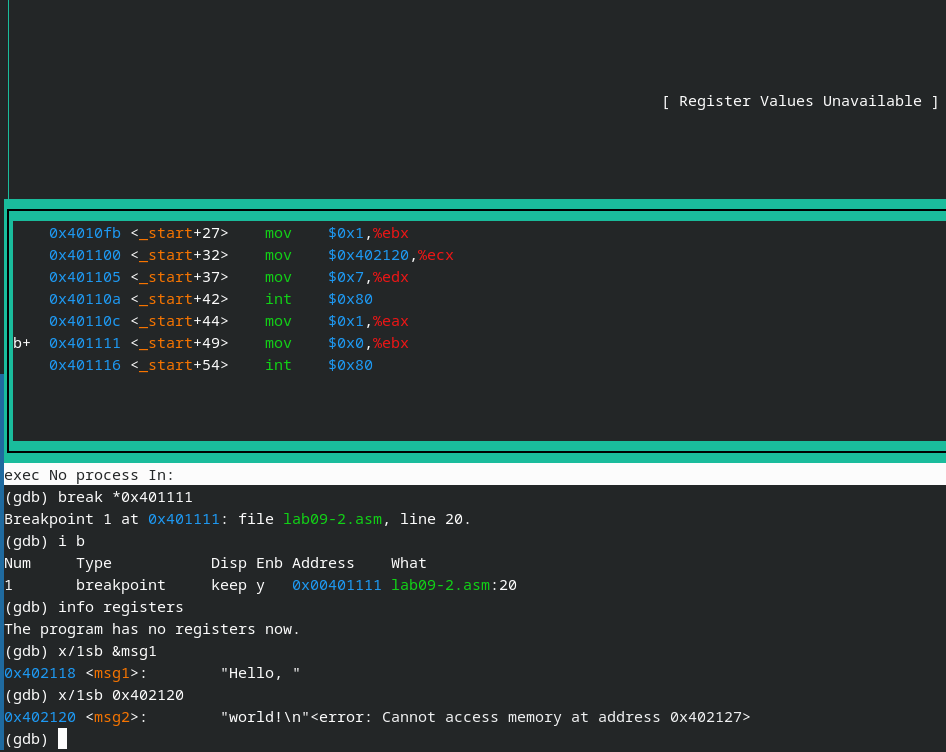 [ Register Values Unavailable ]
0x4010fb <_start+27>    mov    $0x1,%ebx
0x401100 <_start+32>    mov    $0x402120,%ecx
0x401105 <_start+37>    mov    $0x7,%edx
0x40110a <_start+42>    int    $0x80
0x40110c <_start+44>    mov    $0x1,%eax
b+  0x401111 <_start+49>    mov    $0x0,%ebx
0x401116 <_start+54>    int    $0x80
exec No process In:
(gdb) break *0x401111
Breakpoint 1 at 0x401111: file lab09-2.asm, line 20.
(gdb) i b
Num     Type           Disp Enb Address    What
1       breakpoint     keep y   0x00401111 lab09-2.asm:20
(gdb) info registers
The program has no registers now.
(gdb) x/1sb &msg1
0x402118 <msg1>:        "Hello, "
(gdb) x/1sb 0x402120
0x402120 <msg2>:        "world!\n"<error: Cannot access memory at address 0x402127>
(gdb)